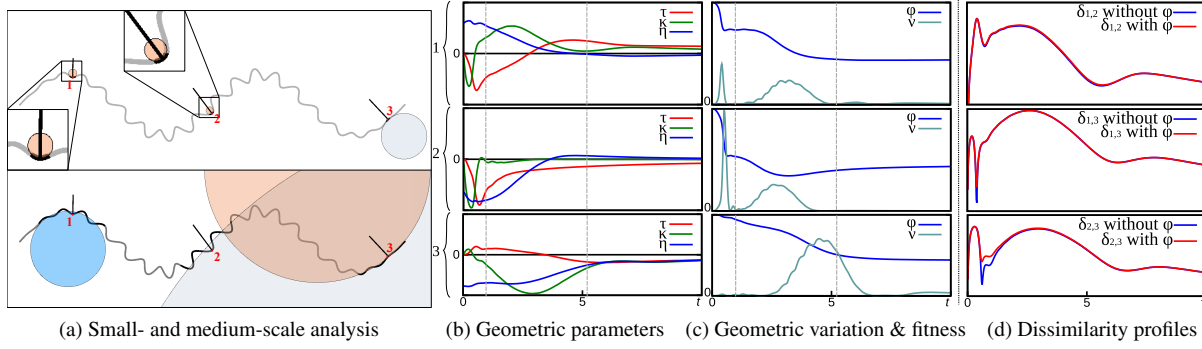 1
2
3
1
2
3
1
0
τ
κ
η
2
0
τ
κ
η
3
0
τ
κ
η
5
t
φ
ν
0
φ
ν
0
φ
ν
0
5
t
δ1,2 without φ
δ1,2 with φ
δ1,3 without φ
δ1,3 with φ
δ2,3 without φ
δ2,3 with φ
0
5
t
(a) Small- and medium-scale analysis
(b) Geometric parameters
(c) Geometric variation & fitness
(d) Dissimilarity profiles